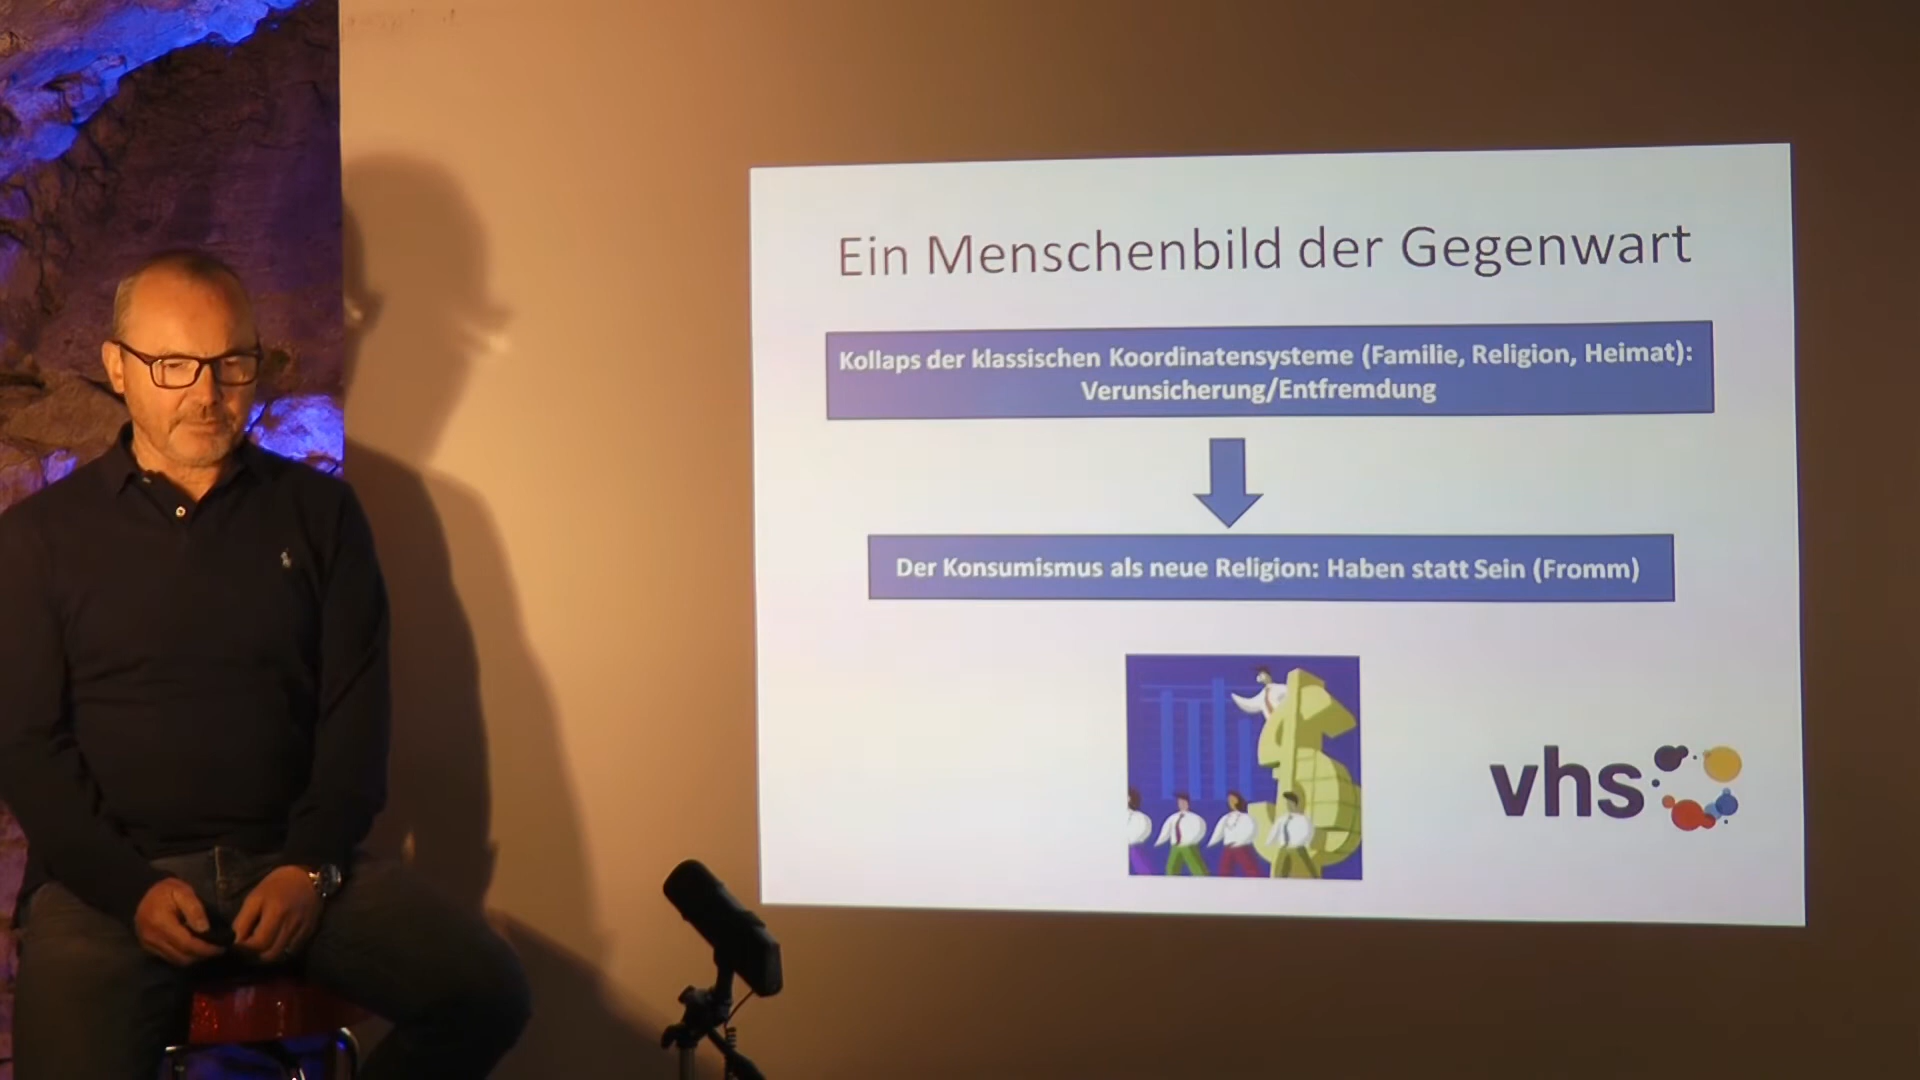 Ein Menschenbild der Gegenwart
Kollaps der klassischen Koordinatensysteme (Familie, Religion, Heimat):
Verunsicherung/Entfremdung
Der Konsumismus als neue Religion: Haben statt Sein (Fromm)
vhs